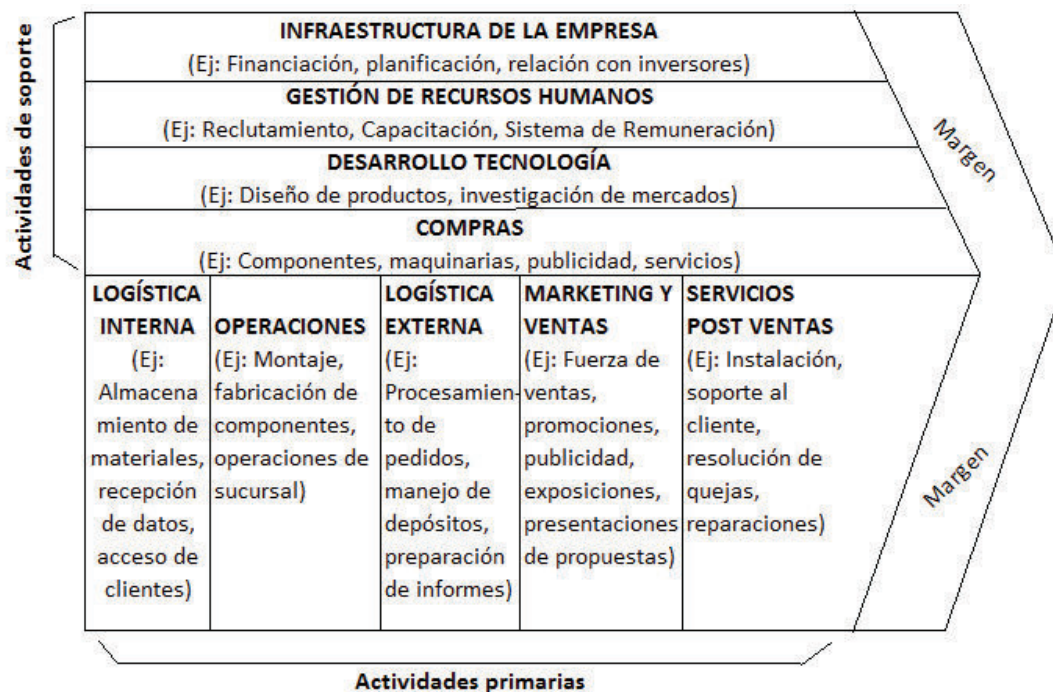 Actividades de soporte
INFRAESTRUCTURA DE LA EMPRESA
(Ej: Financiación, planificación, relación con inversores)
GESTIÓN DE RECURSOS HUMANOS
(Ej: Reclutamiento, Capacitación, Sistema de Remuneración)
DESARROLLO TECNOLOGÍA
(Ej: Diseño de productos, investigación de mercados)
COMPRAS
(Ej: Componentes, maquinarias, publicidad, servicios)
Margen
LOGÍSTICA
INTERNA
(Ej:
Almacena
miento de
materiales,
recepción
de datos,
acceso de
clientes)
OPERACIONES
(Ej: Montaje,
fabricación de
componentes,
operaciones de
sucursal)
LOGÍSTICA
EXTERNA
(Ej:
Procesamien-
to de
pedidos,
manejo de
depósitos,
preparación
de informes)
MARKETING Y
VENTAS
(Ej: Fuerza de
ventas,
promociones,
publicidad,
exposiciones,
presentaciones
de propuestas)
SERVICIOS
POST VENTAS
(Ej: Instalación,
soporte al
cliente,
resolución de
quejas,
reparaciones)
Margen
Actividades primarias